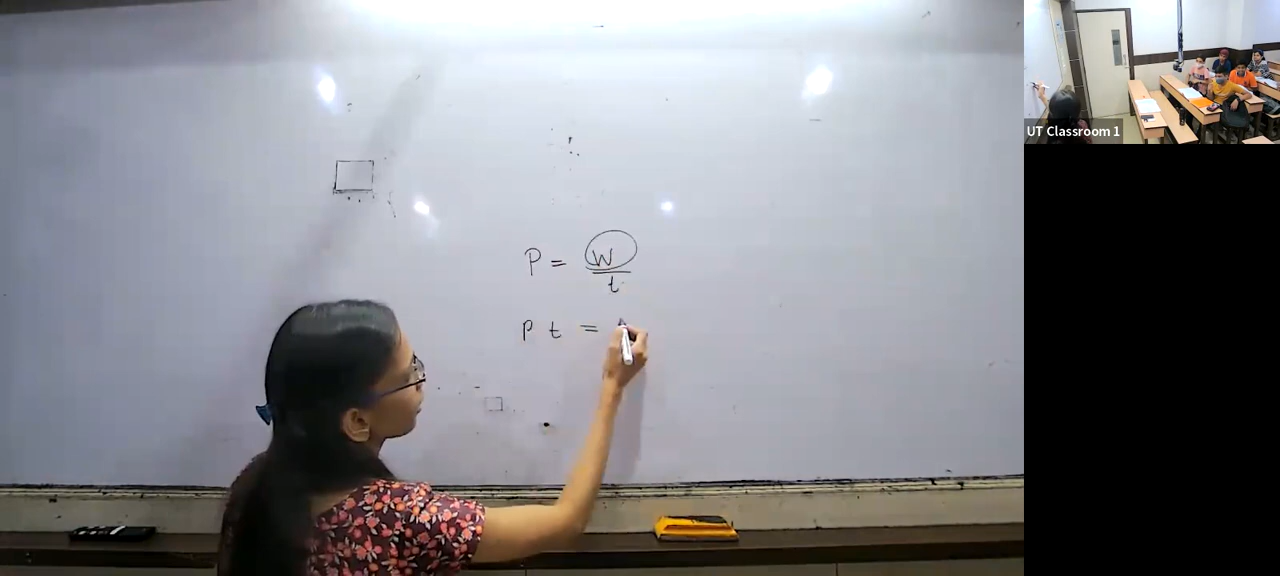 P = W
t
P t =
UT Classroom 1